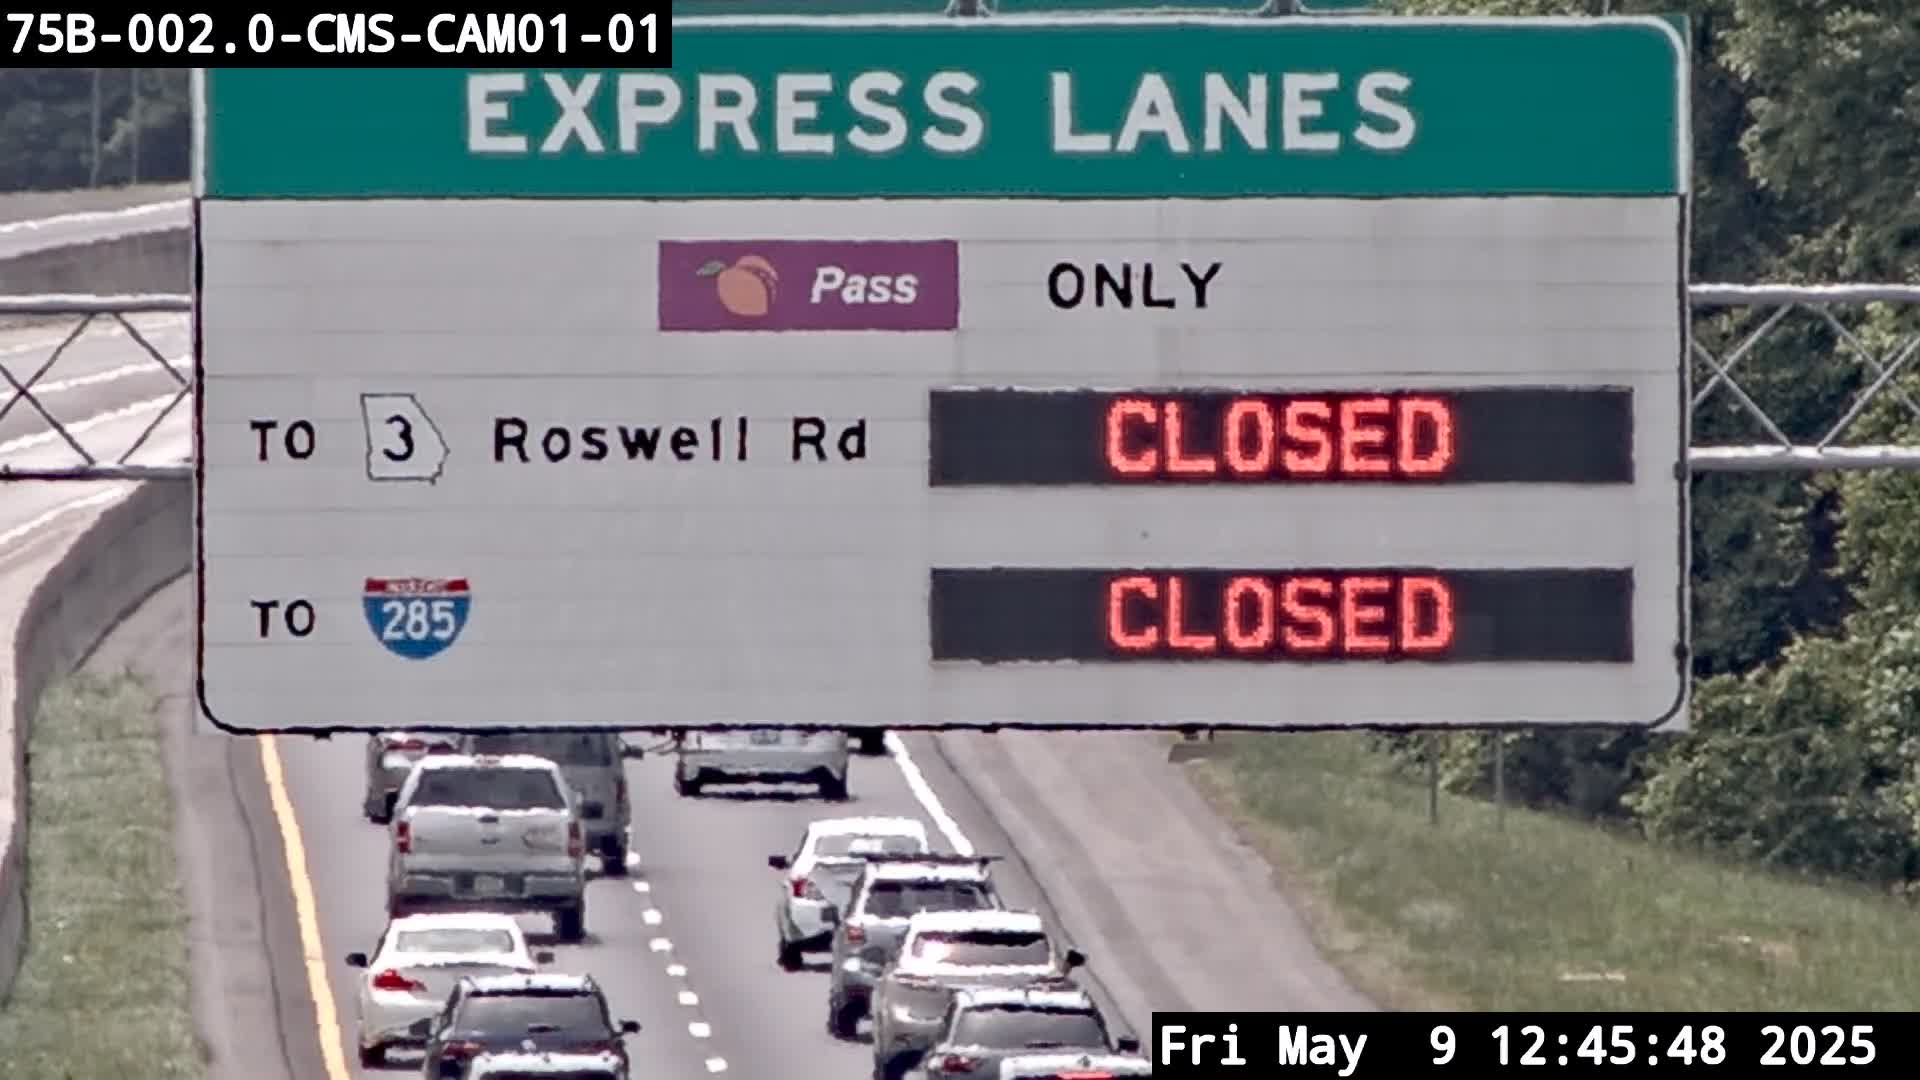 75B-002.0-CMS-CAM01-01
EXPRESS LANES
Pass ONLY
TO 3 Roswell Rd CLOSED
TO 285 CLOSED
Fri May 9 12:45:48 2025